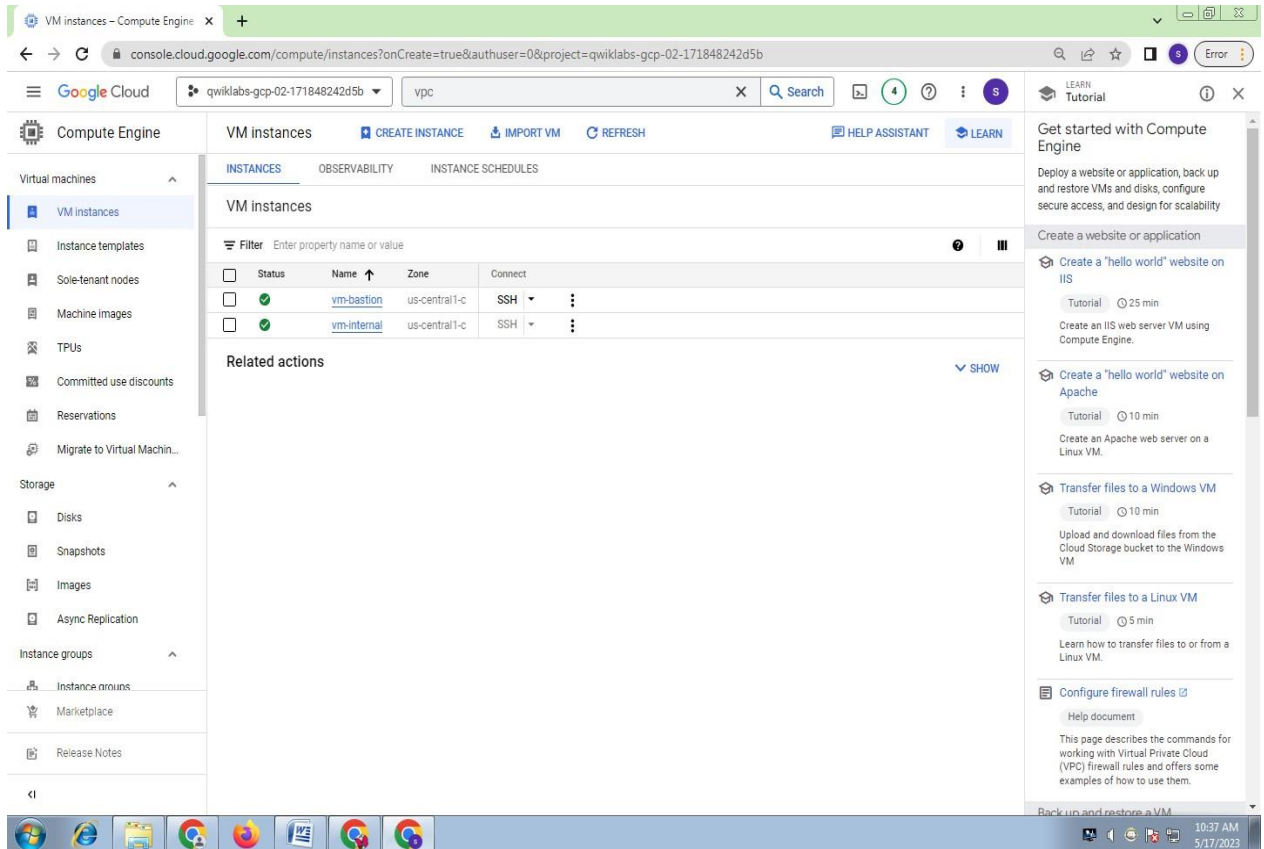 VM instances – Compute Engine
console.cloud.google.com/compute/instances?onCreate=true&authuser=0&project=qwiklabs-gcp-02-171848242d5b
S
Error
Google Cloud
qwiklabs-gcp-02-171848242d5b
vpc
Search
4
S
LEARN
Tutorial
Compute Engine
VM instances
CREATE INSTANCE
IMPORT VM
REFRESH
HELP ASSISTANT
LEARN
INSTANCES
OBSERVABILITY
INSTANCE SCHEDULES
VM instances
Filter Enter property name or value
Status Name Zone Connect
vm-bastion us-central1-c SSH
vm-internal us-central1-c SSH
Related actions
SHOW
Virtual machines
VM instances
Instance templates
Sole-tenant nodes
Machine images
TPUs
Committed use discounts
Reservations
Migrate to Virtual Machin...
Storage
Disks
Snapshots
Images
Async Replication
Instance groups
Instance groups
Marketplace
Release Notes
Get started with Compute
Engine
Deploy a website or application, back up
and restore VMs and disks, configure
secure access, and design for scalability
Create a website or application
Create a "hello world" website on
IIS
Tutorial 25 min
Create an IIS web server VM using
Compute Engine.
Create a "hello world" website on
Apache
Tutorial 10 min
Create an Apache web server on a
Linux VM.
Transfer files to a Windows VM
Tutorial 10 min
Upload and download files from the
Cloud Storage bucket to the Windows
VM
Transfer files to a Linux VM
Tutorial 5 min
Learn how to transfer files to or from a
Linux VM.
Configure firewall rules
Help document
This page describes the commands for
working with Virtual Private Cloud
(VPC) firewall rules and offers some
examples of how to use them.
Back up and restore a VM
10:37 AM
5/17/2023